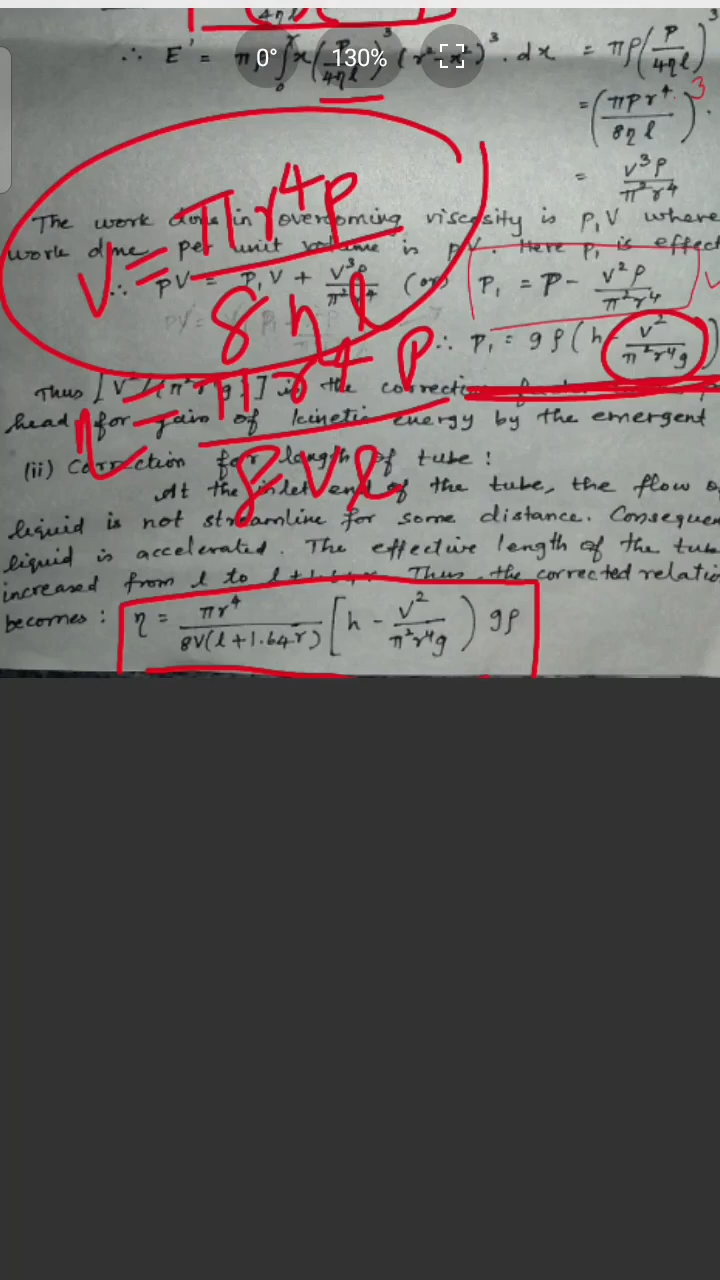 4ηl
∴ E' = π ∫₀ʳ x (P/4ηl)³ (r² - x²)³ . dx = πρ (P/4ηl)³
0° 130%
= (πPr⁴/8ηl)³ .
= V³ρ/π²r⁴
The work done in overcoming viscosity is P₁V where
work done per unit volume is PV. Here P₁ is effect
∴ PV = P₁V + V³ρ/π²r⁴ (or) P₁ = P - V²ρ/π²r⁴
V = πr⁴P/8ηl
∴ P₁ = gρ (h - V²/π²r⁴g)
η = πr⁴P/8Vl
Thus [V²/(π²r⁴g)] is the correction
head for gain of kinetic energy by the emergent
(ii) Correction for length of tube :
At the inlet end of the tube, the flow o
liquid is not streamline for some distance. Consequen
liquid is accelerated. The effective length of the tube
increased from l to l + 1.64r. Thus the corrected relatio
becomes : η = πr⁴/8V(l+1.64r) [h - V²/π²r⁴g) gρ